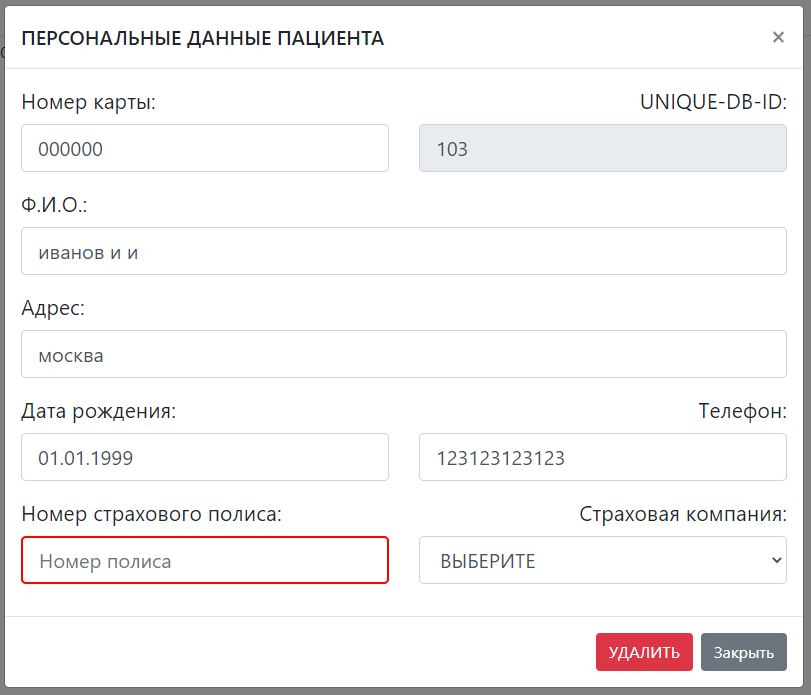 ПЕРСОНАЛЬНЫЕ ДАННЫЕ ПАЦИЕНТА ×
Номер карты: UNIQUE-DB-ID:
000000 103
Ф.И.О.:
иванов и и
Адрес:
москва
Дата рождения: Телефон:
01.01.1999 123123123123
Номер страхового полиса: Страховая компания:
Номер полиса ВЫБЕРИТЕ
УДАЛИТЬ Закрыть